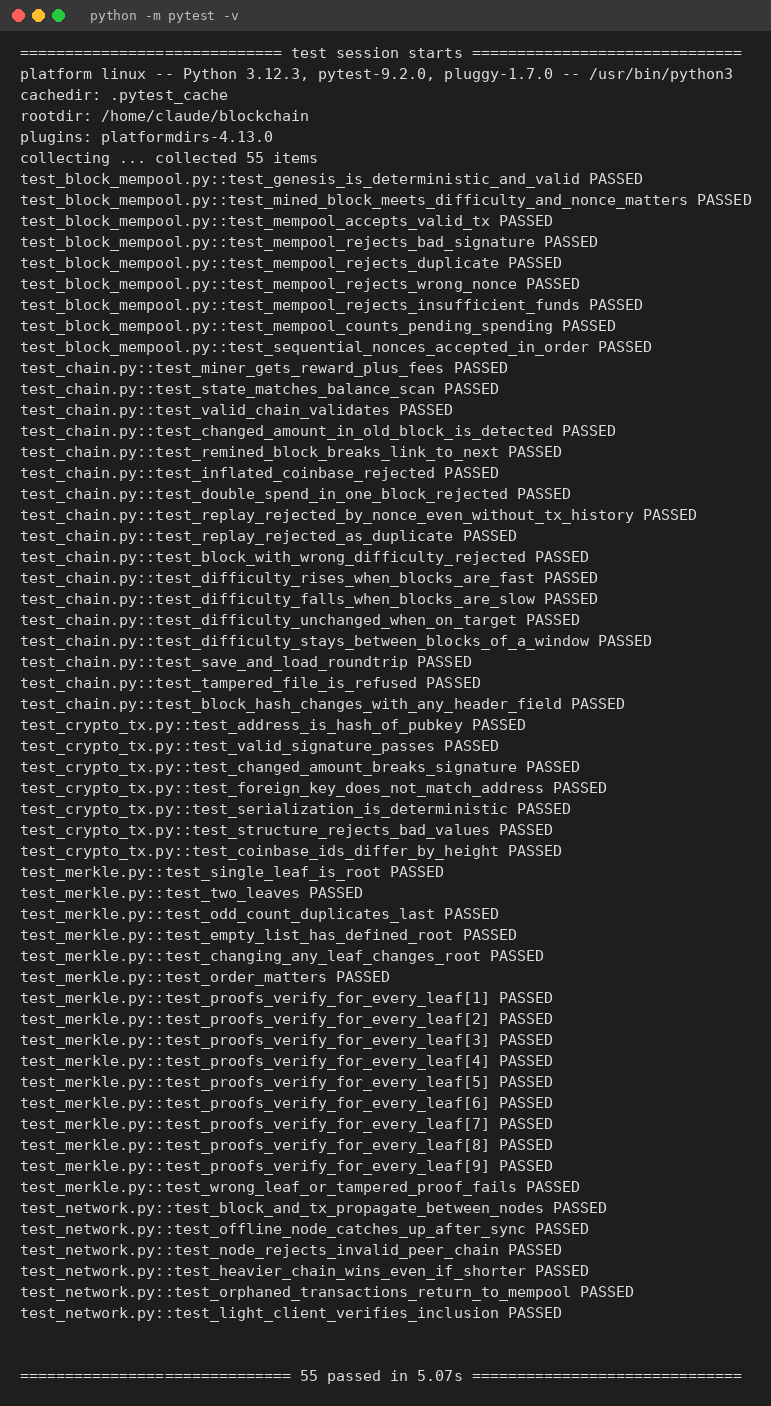 python -m pytest -v
============================= test session starts ==============================
platform linux -- Python 3.12.3, pytest-9.2.0, pluggy-1.7.0 -- /usr/bin/python3
cachedir: .pytest_cache
rootdir: /home/claude/blockchain
plugins: platformdirs-4.13.0
collecting ... collected 55 items
test_block_mempool.py::test_genesis_is_deterministic_and_valid PASSED
test_block_mempool.py::test_mined_block_meets_difficulty_and_nonce_matters PASSED
test_block_mempool.py::test_mempool_accepts_valid_tx PASSED
test_block_mempool.py::test_mempool_rejects_bad_signature PASSED
test_block_mempool.py::test_mempool_rejects_duplicate PASSED
test_block_mempool.py::test_mempool_rejects_wrong_nonce PASSED
test_block_mempool.py::test_mempool_rejects_insufficient_funds PASSED
test_block_mempool.py::test_mempool_counts_pending_spending PASSED
test_block_mempool.py::test_sequential_nonces_accepted_in_order PASSED
test_chain.py::test_miner_gets_reward_plus_fees PASSED
test_chain.py::test_state_matches_balance_scan PASSED
test_chain.py::test_valid_chain_validates PASSED
test_chain.py::test_changed_amount_in_old_block_is_detected PASSED
test_chain.py::test_remined_block_breaks_link_to_next PASSED
test_chain.py::test_inflated_coinbase_rejected PASSED
test_chain.py::test_double_spend_in_one_block_rejected PASSED
test_chain.py::test_replay_rejected_by_nonce_even_without_tx_history PASSED
test_chain.py::test_replay_rejected_as_duplicate PASSED
test_chain.py::test_block_with_wrong_difficulty_rejected PASSED
test_chain.py::test_difficulty_rises_when_blocks_are_fast PASSED
test_chain.py::test_difficulty_falls_when_blocks_are_slow PASSED
test_chain.py::test_difficulty_unchanged_when_on_target PASSED
test_chain.py::test_difficulty_stays_between_blocks_of_a_window PASSED
test_chain.py::test_save_and_load_roundtrip PASSED
test_chain.py::test_tampered_file_is_refused PASSED
test_chain.py::test_block_hash_changes_with_any_header_field PASSED
test_crypto_tx.py::test_address_is_hash_of_pubkey PASSED
test_crypto_tx.py::test_valid_signature_passes PASSED
test_crypto_tx.py::test_changed_amount_breaks_signature PASSED
test_crypto_tx.py::test_foreign_key_does_not_match_address PASSED
test_crypto_tx.py::test_serialization_is_deterministic PASSED
test_crypto_tx.py::test_structure_rejects_bad_values PASSED
test_crypto_tx.py::test_coinbase_ids_differ_by_height PASSED
test_merkle.py::test_single_leaf_is_root PASSED
test_merkle.py::test_two_leaves PASSED
test_merkle.py::test_odd_count_duplicates_last PASSED
test_merkle.py::test_empty_list_has_defined_root PASSED
test_merkle.py::test_changing_any_leaf_changes_root PASSED
test_merkle.py::test_order_matters PASSED
test_merkle.py::test_proofs_verify_for_every_leaf[1] PASSED
test_merkle.py::test_proofs_verify_for_every_leaf[2] PASSED
test_merkle.py::test_proofs_verify_for_every_leaf[3] PASSED
test_merkle.py::test_proofs_verify_for_every_leaf[4] PASSED
test_merkle.py::test_proofs_verify_for_every_leaf[5] PASSED
test_merkle.py::test_proofs_verify_for_every_leaf[6] PASSED
test_merkle.py::test_proofs_verify_for_every_leaf[7] PASSED
test_merkle.py::test_proofs_verify_for_every_leaf[8] PASSED
test_merkle.py::test_proofs_verify_for_every_leaf[9] PASSED
test_merkle.py::test_wrong_leaf_or_tampered_proof_fails PASSED
test_network.py::test_block_and_tx_propagate_between_nodes PASSED
test_network.py::test_offline_node_catches_up_after_sync PASSED
test_network.py::test_node_rejects_invalid_peer_chain PASSED
test_network.py::test_heavier_chain_wins_even_if_shorter PASSED
test_network.py::test_orphaned_transactions_return_to_mempool PASSED
test_network.py::test_light_client_verifies_inclusion PASSED
============================== 55 passed in 5.07s ==============================